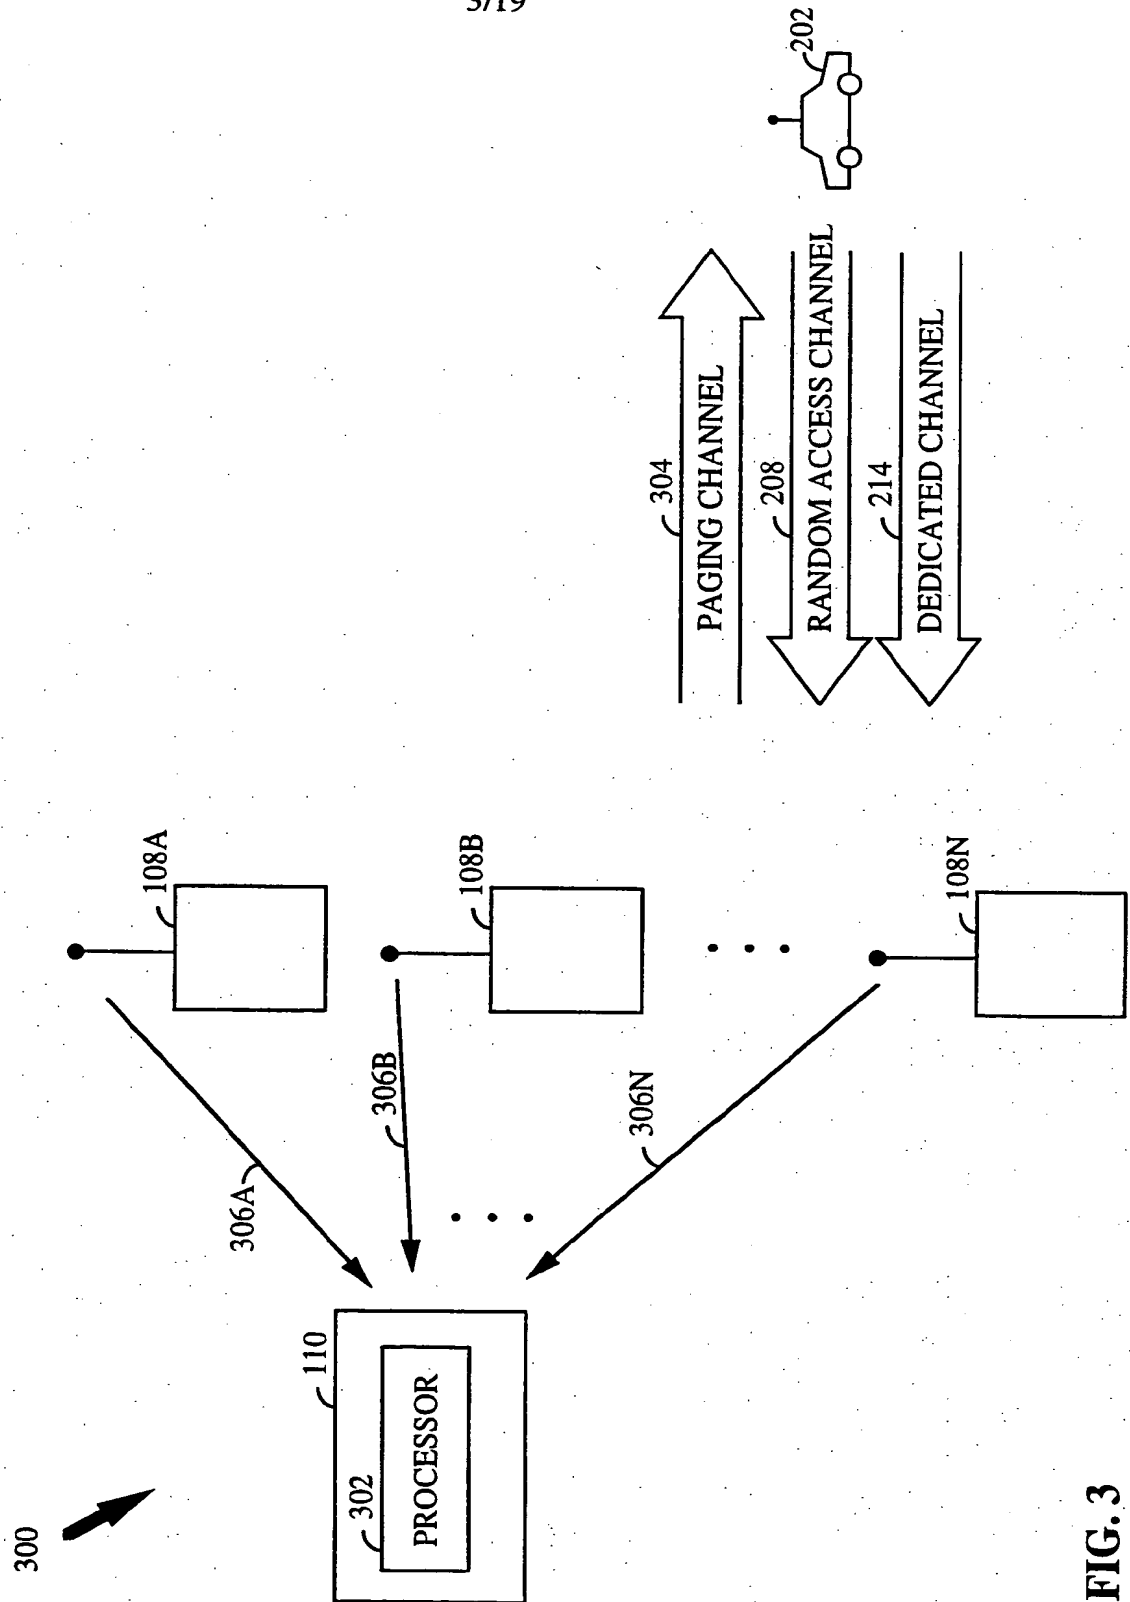 3/19
300
110
302
PROCESSOR
306A
306B
306N
108A
108B
108N
304
PAGING CHANNEL
208
RANDOM ACCESS CHANNEL
214
DEDICATED CHANNEL
202
FIG. 3